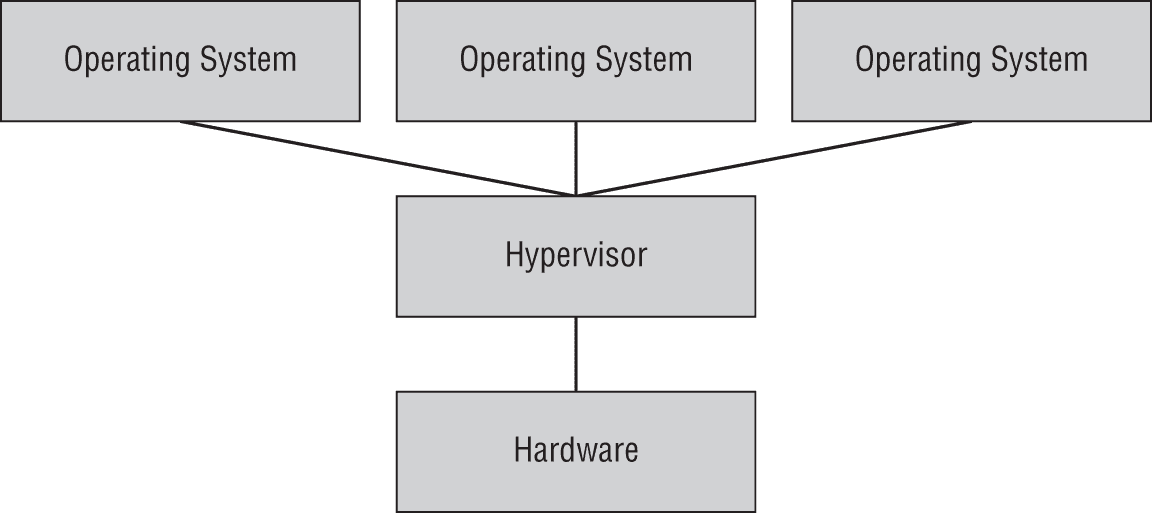 Operating System
Operating System
Operating System
Hypervisor
Hardware